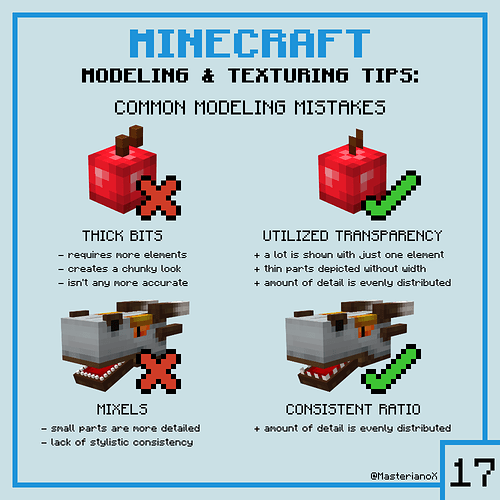 MINECRAFT
MODELING & TEXTURING TIPS:
COMMON MODELING MISTAKES
THICK BITS
- requires more elements
- creates a chunky look
- isn't any more accurate
UTILIZED TRANSPARENCY
+ a lot is shown with just one element
+ thin parts depicted without width
+ amount of detail is evenly distributed
MIXELS
- small parts are more detailed
- lack of stylistic consistency
CONSISTENT RATIO
+ amount of detail is evenly distributed
@MasterianoX
17